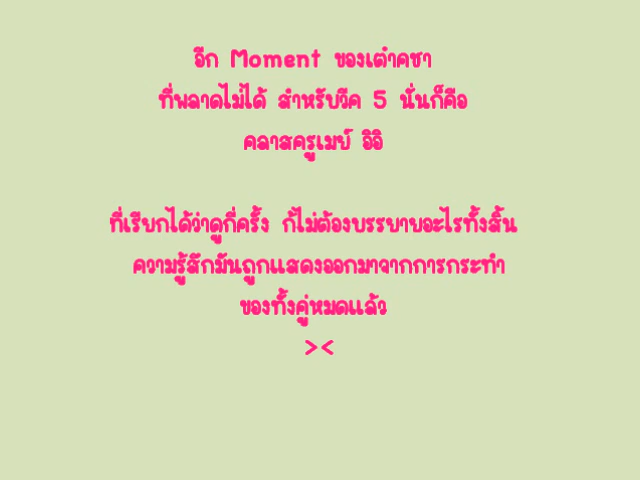 อีก Moment ของเต๋าคชา
ที่พลาดไม่ได้ สำหรับวีค 5 นั่นก็คือ
คลาสครูเมย์ อิอิ
ที่เรียกได้ว่าดูกี่ครั้ง ก้ไม่ต้องบรรยายอะไรทั้งสิ้น
ความรู้สึกมันถูกแสดงออกมาจากการกระทำ
ของทั้งคู่หมดแล้ว
><